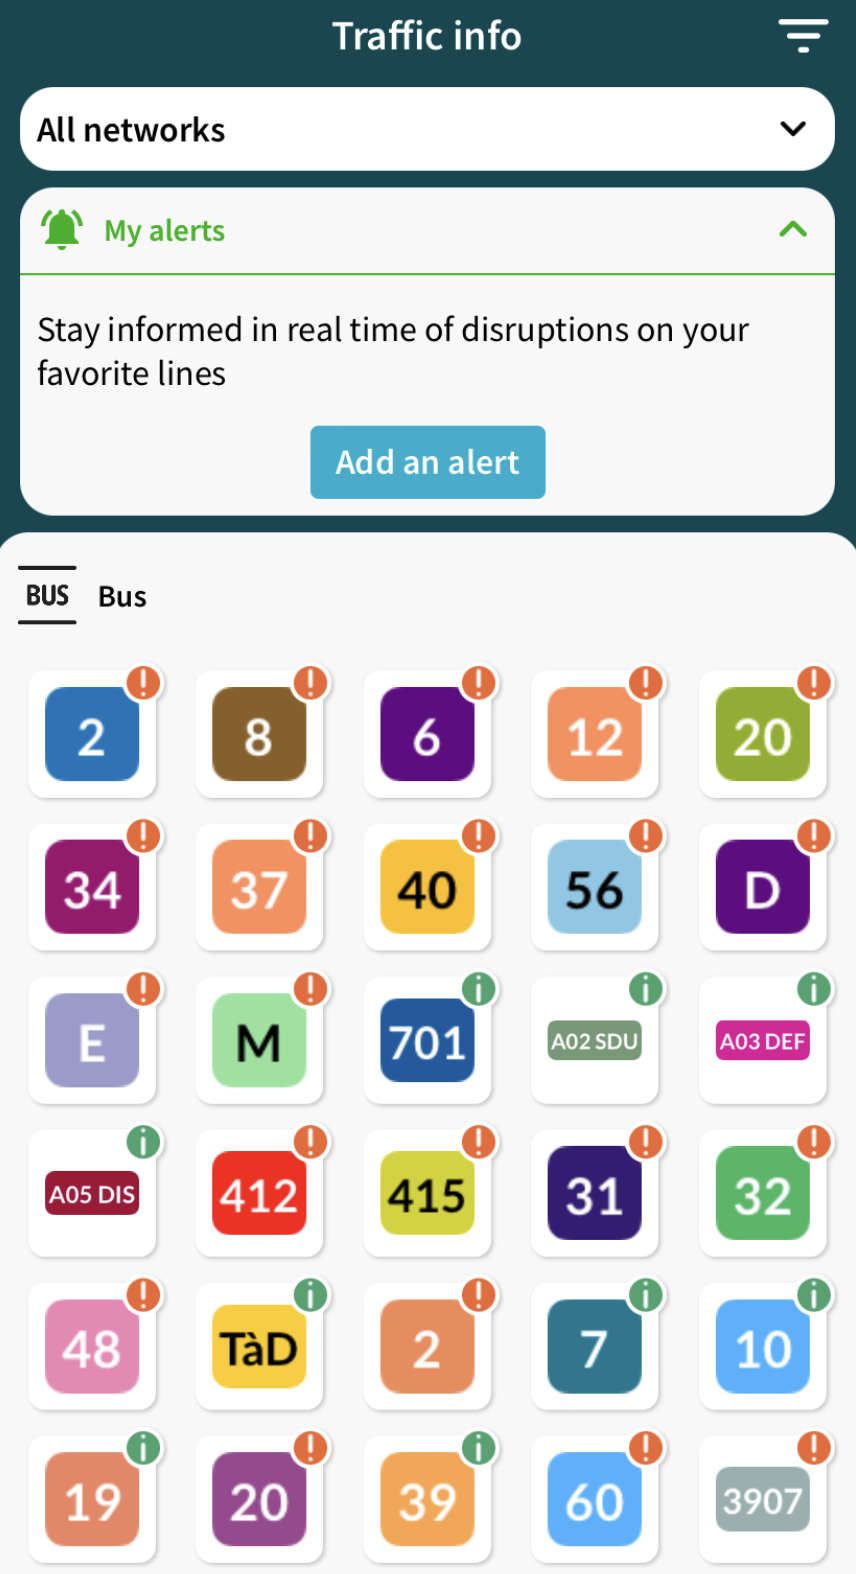 Traffic info
All networks
My alerts
Stay informed in real time of disruptions on your
favorite lines
Add an alert
BUS Bus
2 8 6 12 20
34 37 40 56 D
E M 701 A02 SDU A03 DEF
A05 DIS 412 415 31 32
48 TàD 2 7 10
19 20 39 60 3907